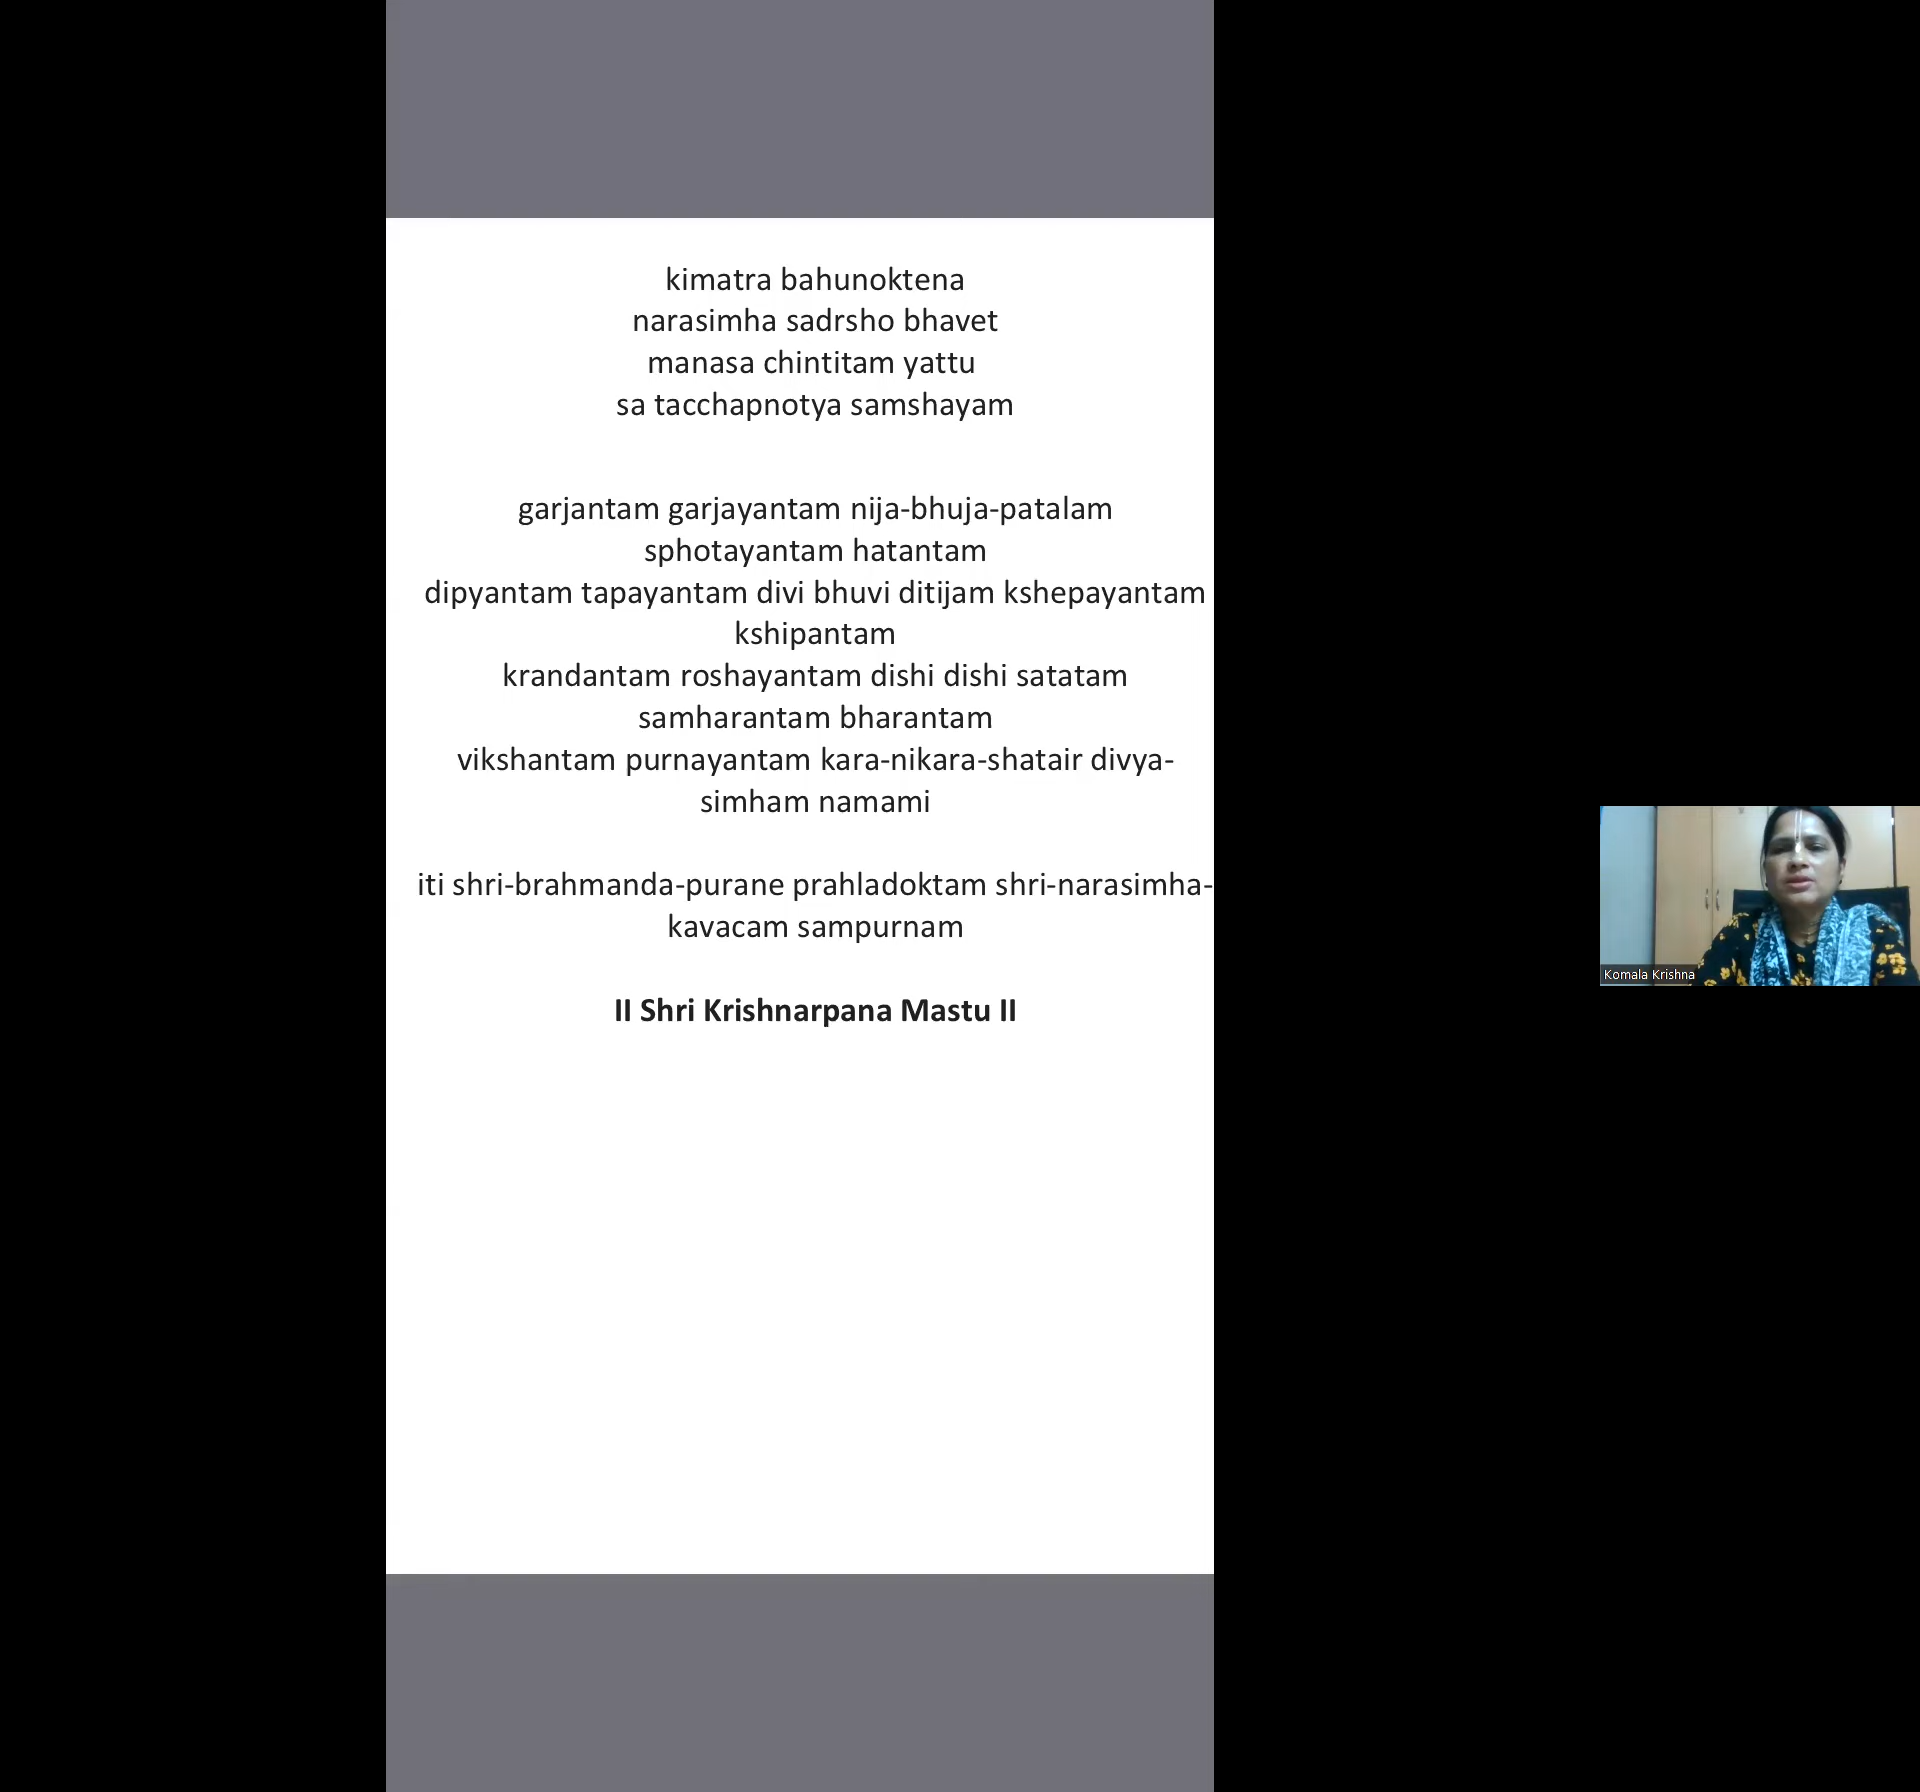 kimatra bahunoktena
narasimha sadrsho bhavet
manasa chintitam yattu
sa tacchapnotya samshayam
garjantam garjayantam nija-bhuja-patalam
sphotayantam hatantam
dipyantam tapayantam divi bhuvi ditijam kshepayantam
kshipantam
krandantam roshayantam dishi dishi satatam
samharantam bharantam
vikshantam purnayantam kara-nikara-shatair divya-
simham namami
iti shri-brahmanda-purane prahladoktam shri-narasimha-
kavacam sampurnam
II Shri Krishnarpana Mastu II
Komala Krishna